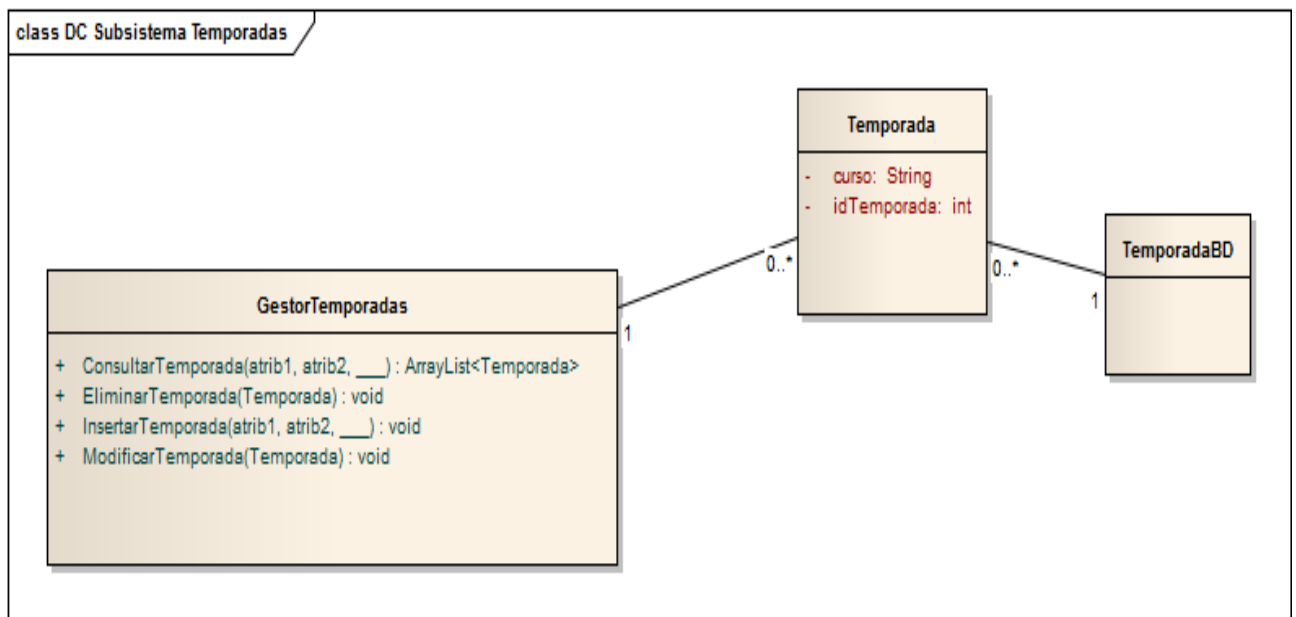 class DC Subsistema Temporadas
Temporada
- curso: String
- idTemporada: int
0..*
0..*
TemporadaBD
1
GestorTemporadas
1
+ ConsultarTemporada(atrib1, atrib2, ___) : ArrayList<Temporada>
+ EliminarTemporada(Temporada) : void
+ InsertarTemporada(atrib1, atrib2, ___) : void
+ ModificarTemporada(Temporada) : void